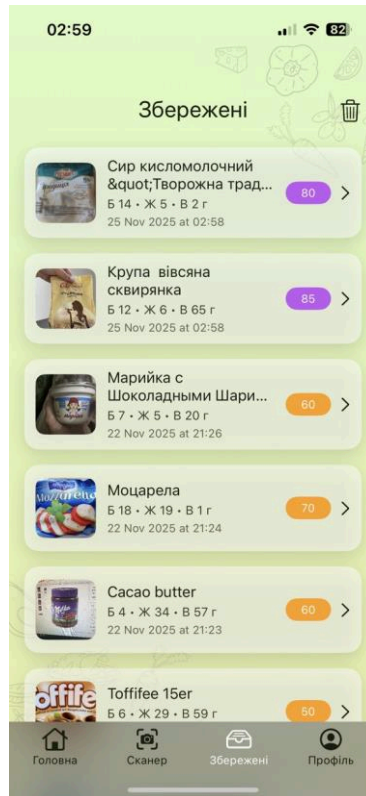 02:59
82
Збережені
Сир кисломолочний
&quot;Творожна трад...
80
Б 14 • Ж 5 • В 2 г
25 Nov 2025 at 02:58
Крупа вівсяна
сквирянка
85
Б 12 • Ж 6 • В 65 г
25 Nov 2025 at 02:58
Марийка с
Шоколадными Шари...
60
Б 7 • Ж 5 • В 20 г
22 Nov 2025 at 21:26
Моцарела
70
Б 18 • Ж 19 • В 1 г
22 Nov 2025 at 21:24
Cacao butter
60
Б 4 • Ж 34 • В 57 г
22 Nov 2025 at 21:23
Toffifee 15er
50
Б 6 • Ж 29 • В 59 г
Головна
Сканер
Збережені
Профіль